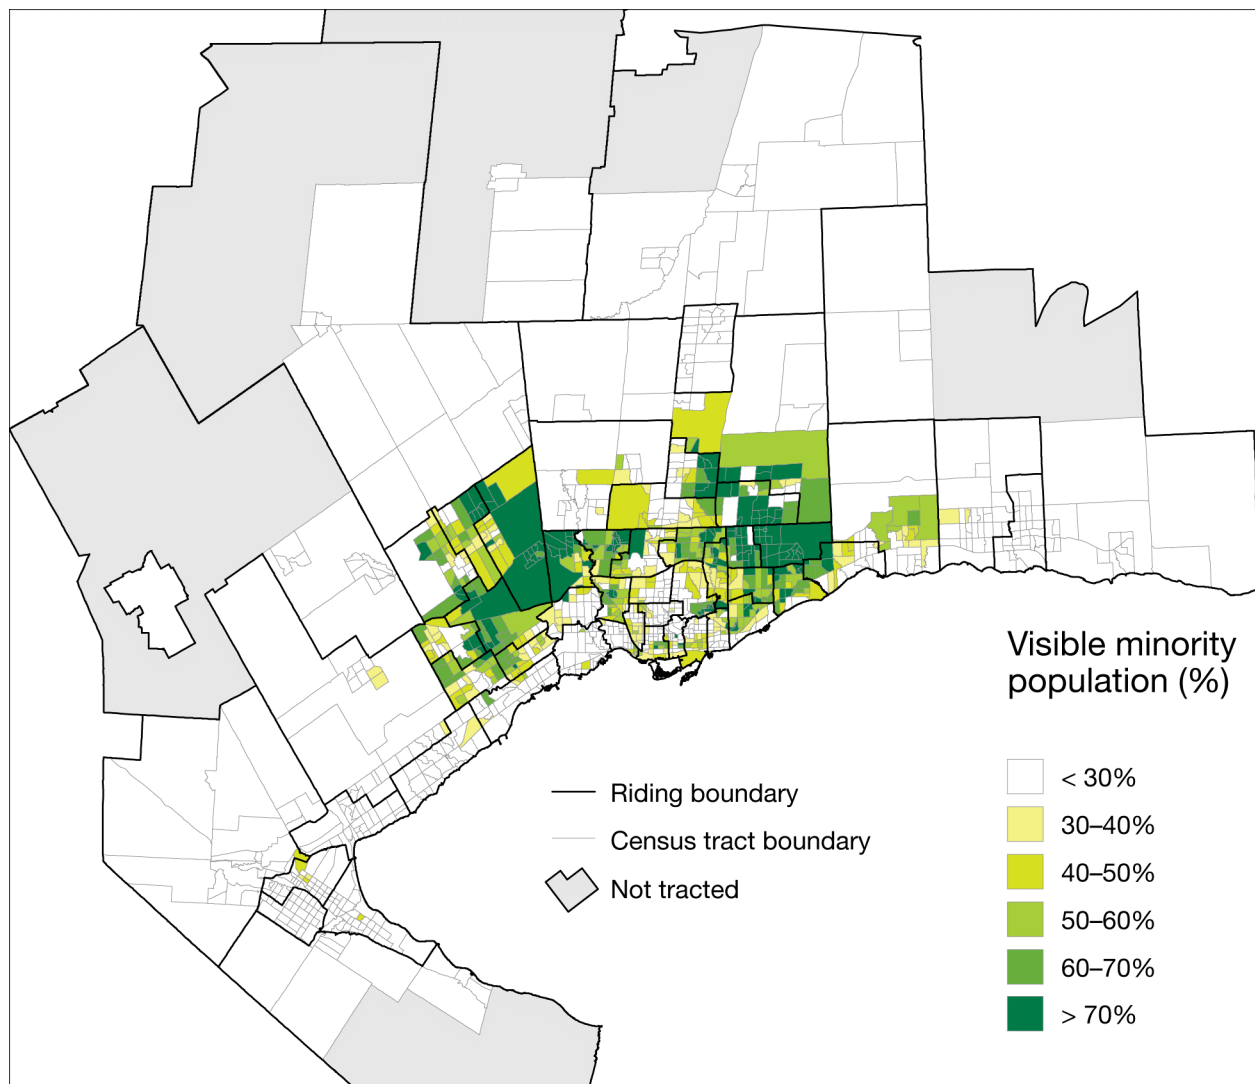 Visible minority
population (%)
Riding boundary
Census tract boundary
Not tracted
< 30%
30–40%
40–50%
50–60%
60–70%
> 70%